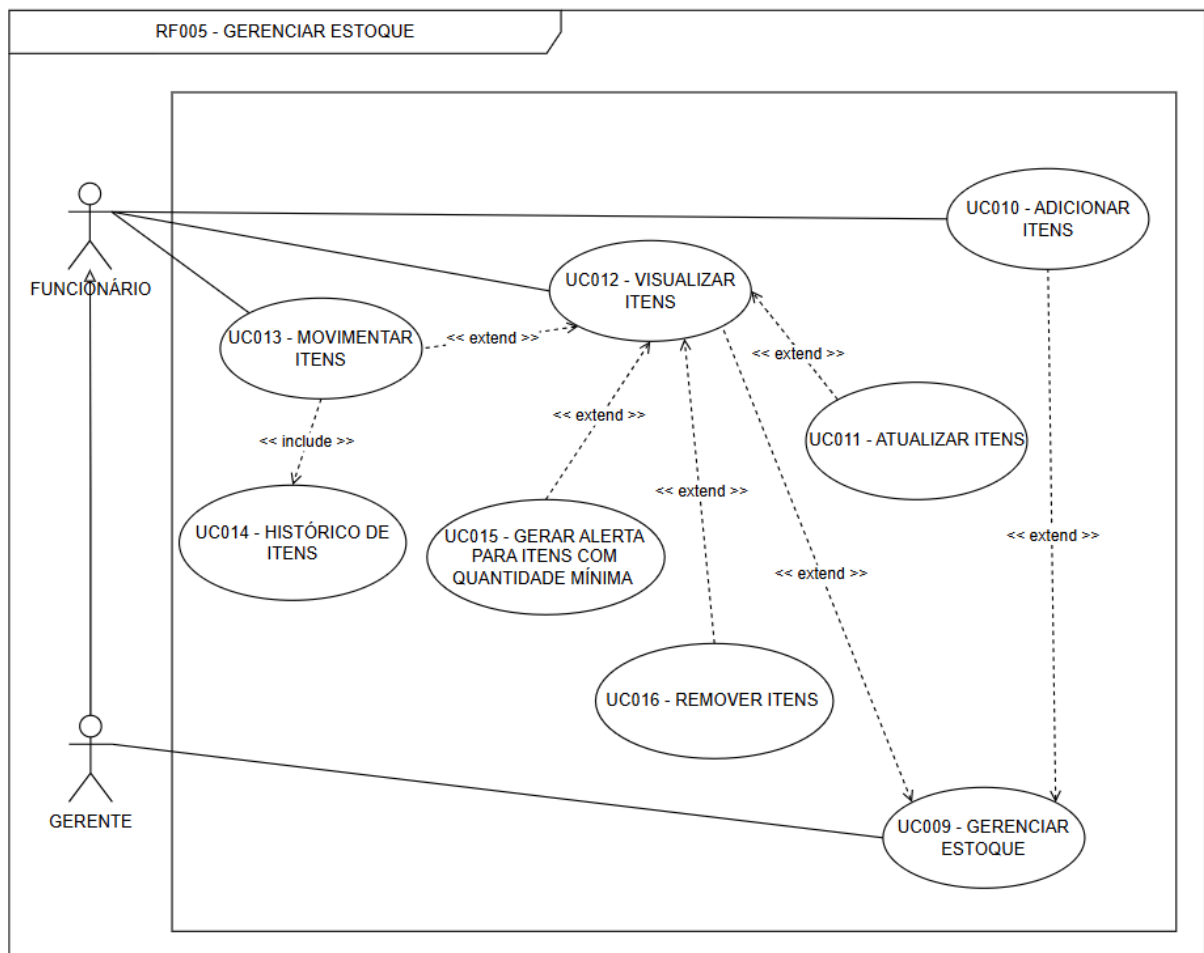 RF005 - GERENCIAR ESTOQUE
UC010 - ADICIONAR
ITENS
FUNCIONÁRIO
UC012 - VISUALIZAR
ITENS
UC013 - MOVIMENTAR
ITENS
<< extend >>
<< extend >>
<< extend >>
<< include >>
UC011 - ATUALIZAR ITENS
<< extend >>
UC014 - HISTÓRICO DE
ITENS
UC015 - GERAR ALERTA
PARA ITENS COM
QUANTIDADE MÍNIMA
<< extend >>
<< extend >>
UC016 - REMOVER ITENS
GERENTE
UC009 - GERENCIAR
ESTOQUE